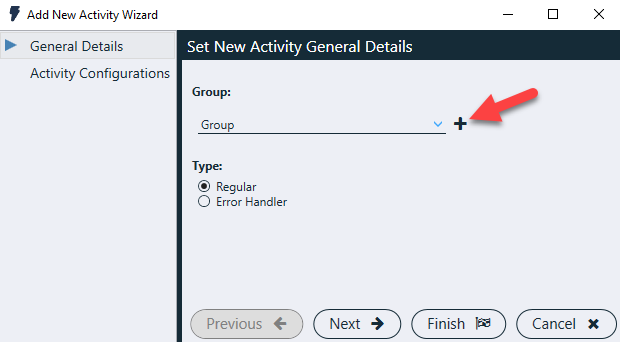 Add New Activity Wizard
General Details
Activity Configurations
Set New Activity General Details
Group:
Group
Type:
Regular
Error Handler
Previous
Next
Finish
Cancel